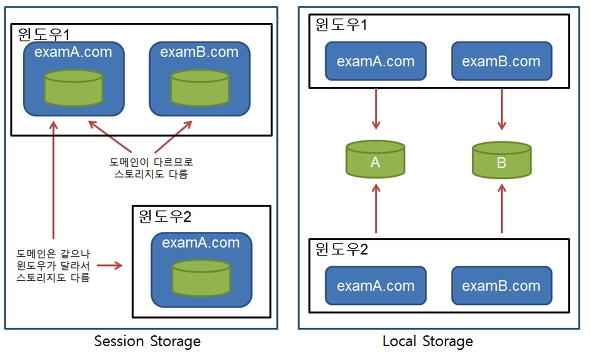 윈도우1
examA.com
examB.com
도메인이 다르므로
스토리지도 다름
도메인은 같으나
윈도우가 달라서
스토리지도 다름
윈도우2
examA.com
Session Storage
윈도우1
examA.com
examB.com
A
B
윈도우2
examA.com
examB.com
Local Storage